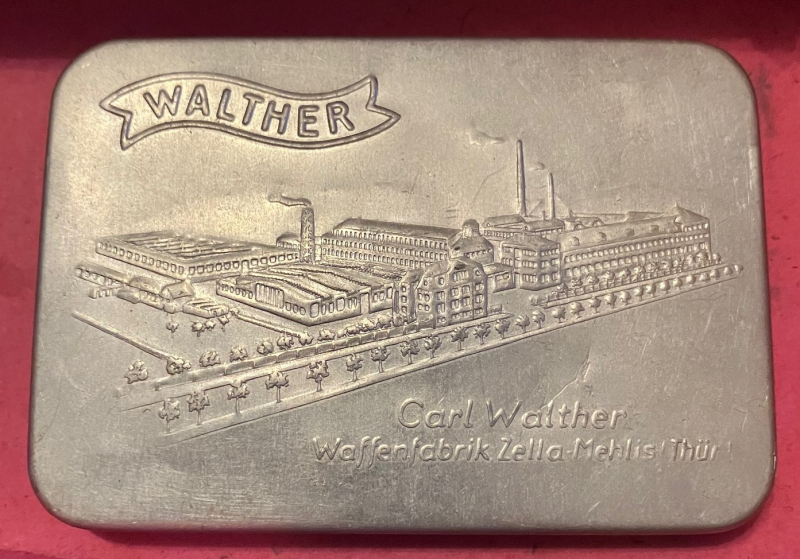 WALTHER
Carl Walther
Waffenfabrik Zella-Mehlis (Thür)